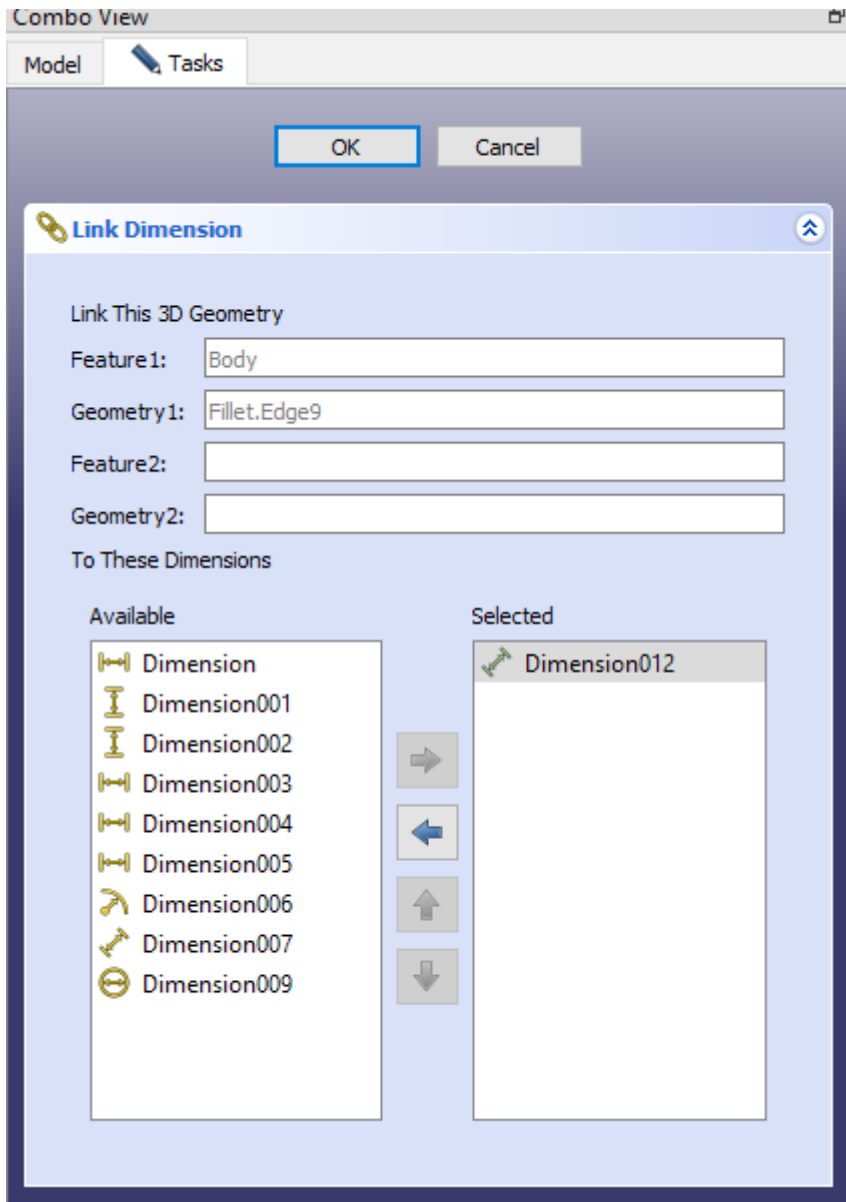 Combo View
Model Tasks
OK Cancel
Link Dimension
Link This 3D Geometry
Feature1: Body
Geometry1: Fillet.Edge9
Feature2:
Geometry2:
To These Dimensions
Available
Dimension
Dimension001
Dimension002
Dimension003
Dimension004
Dimension005
Dimension006
Dimension007
Dimension009
Selected
Dimension012